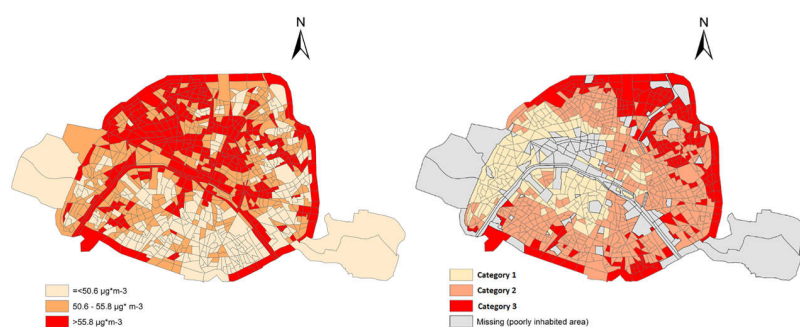 N
N
=<50.6 µg*m-3
50.6 - 55.8 µg* m-3
>55.8 µg*m-3
Category 1
Category 2
Category 3
Missing (poorly inhabited area)